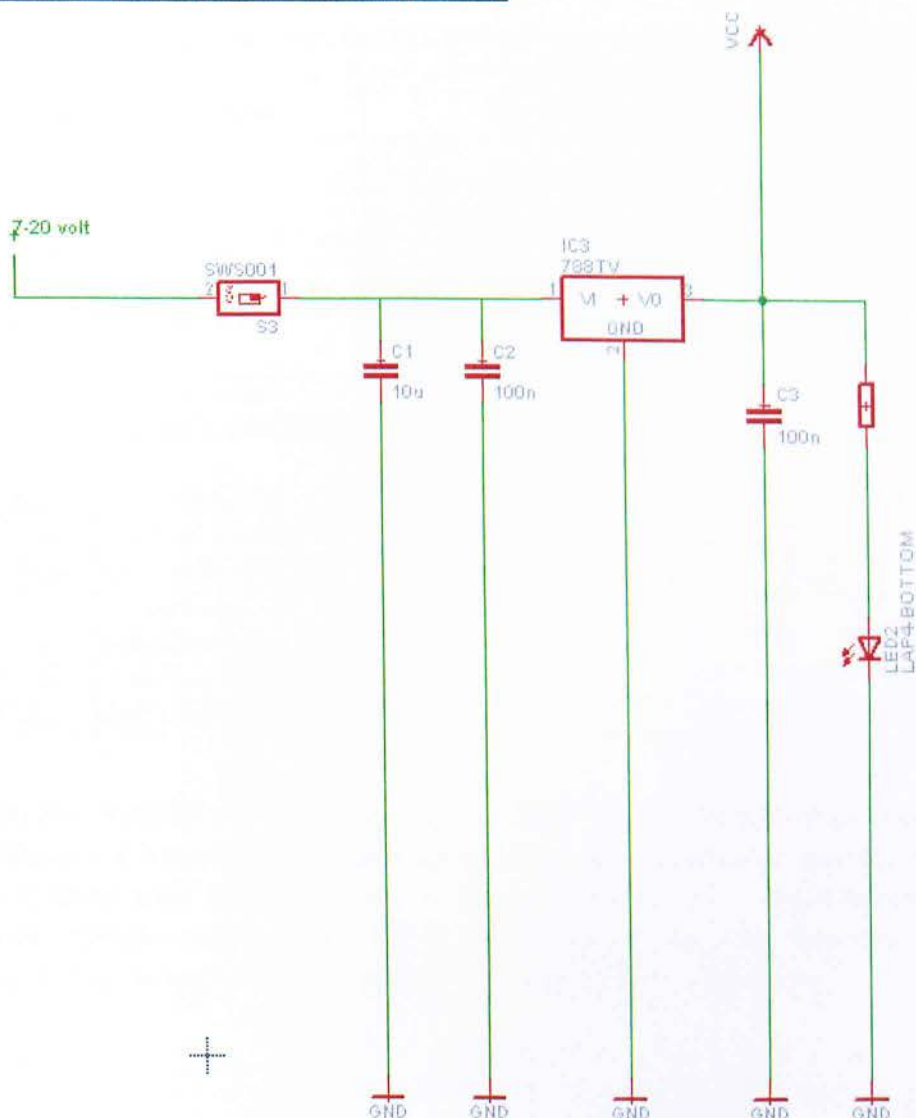 VCC
7-20 volt
SWS001
2
1
S3
IC3
788TV
1
VI
VO
3
GND
2
C1
10u
C2
100n
C3
100n
LED2
LAP4-BOTTOM
GND
GND
GND
GND
GND